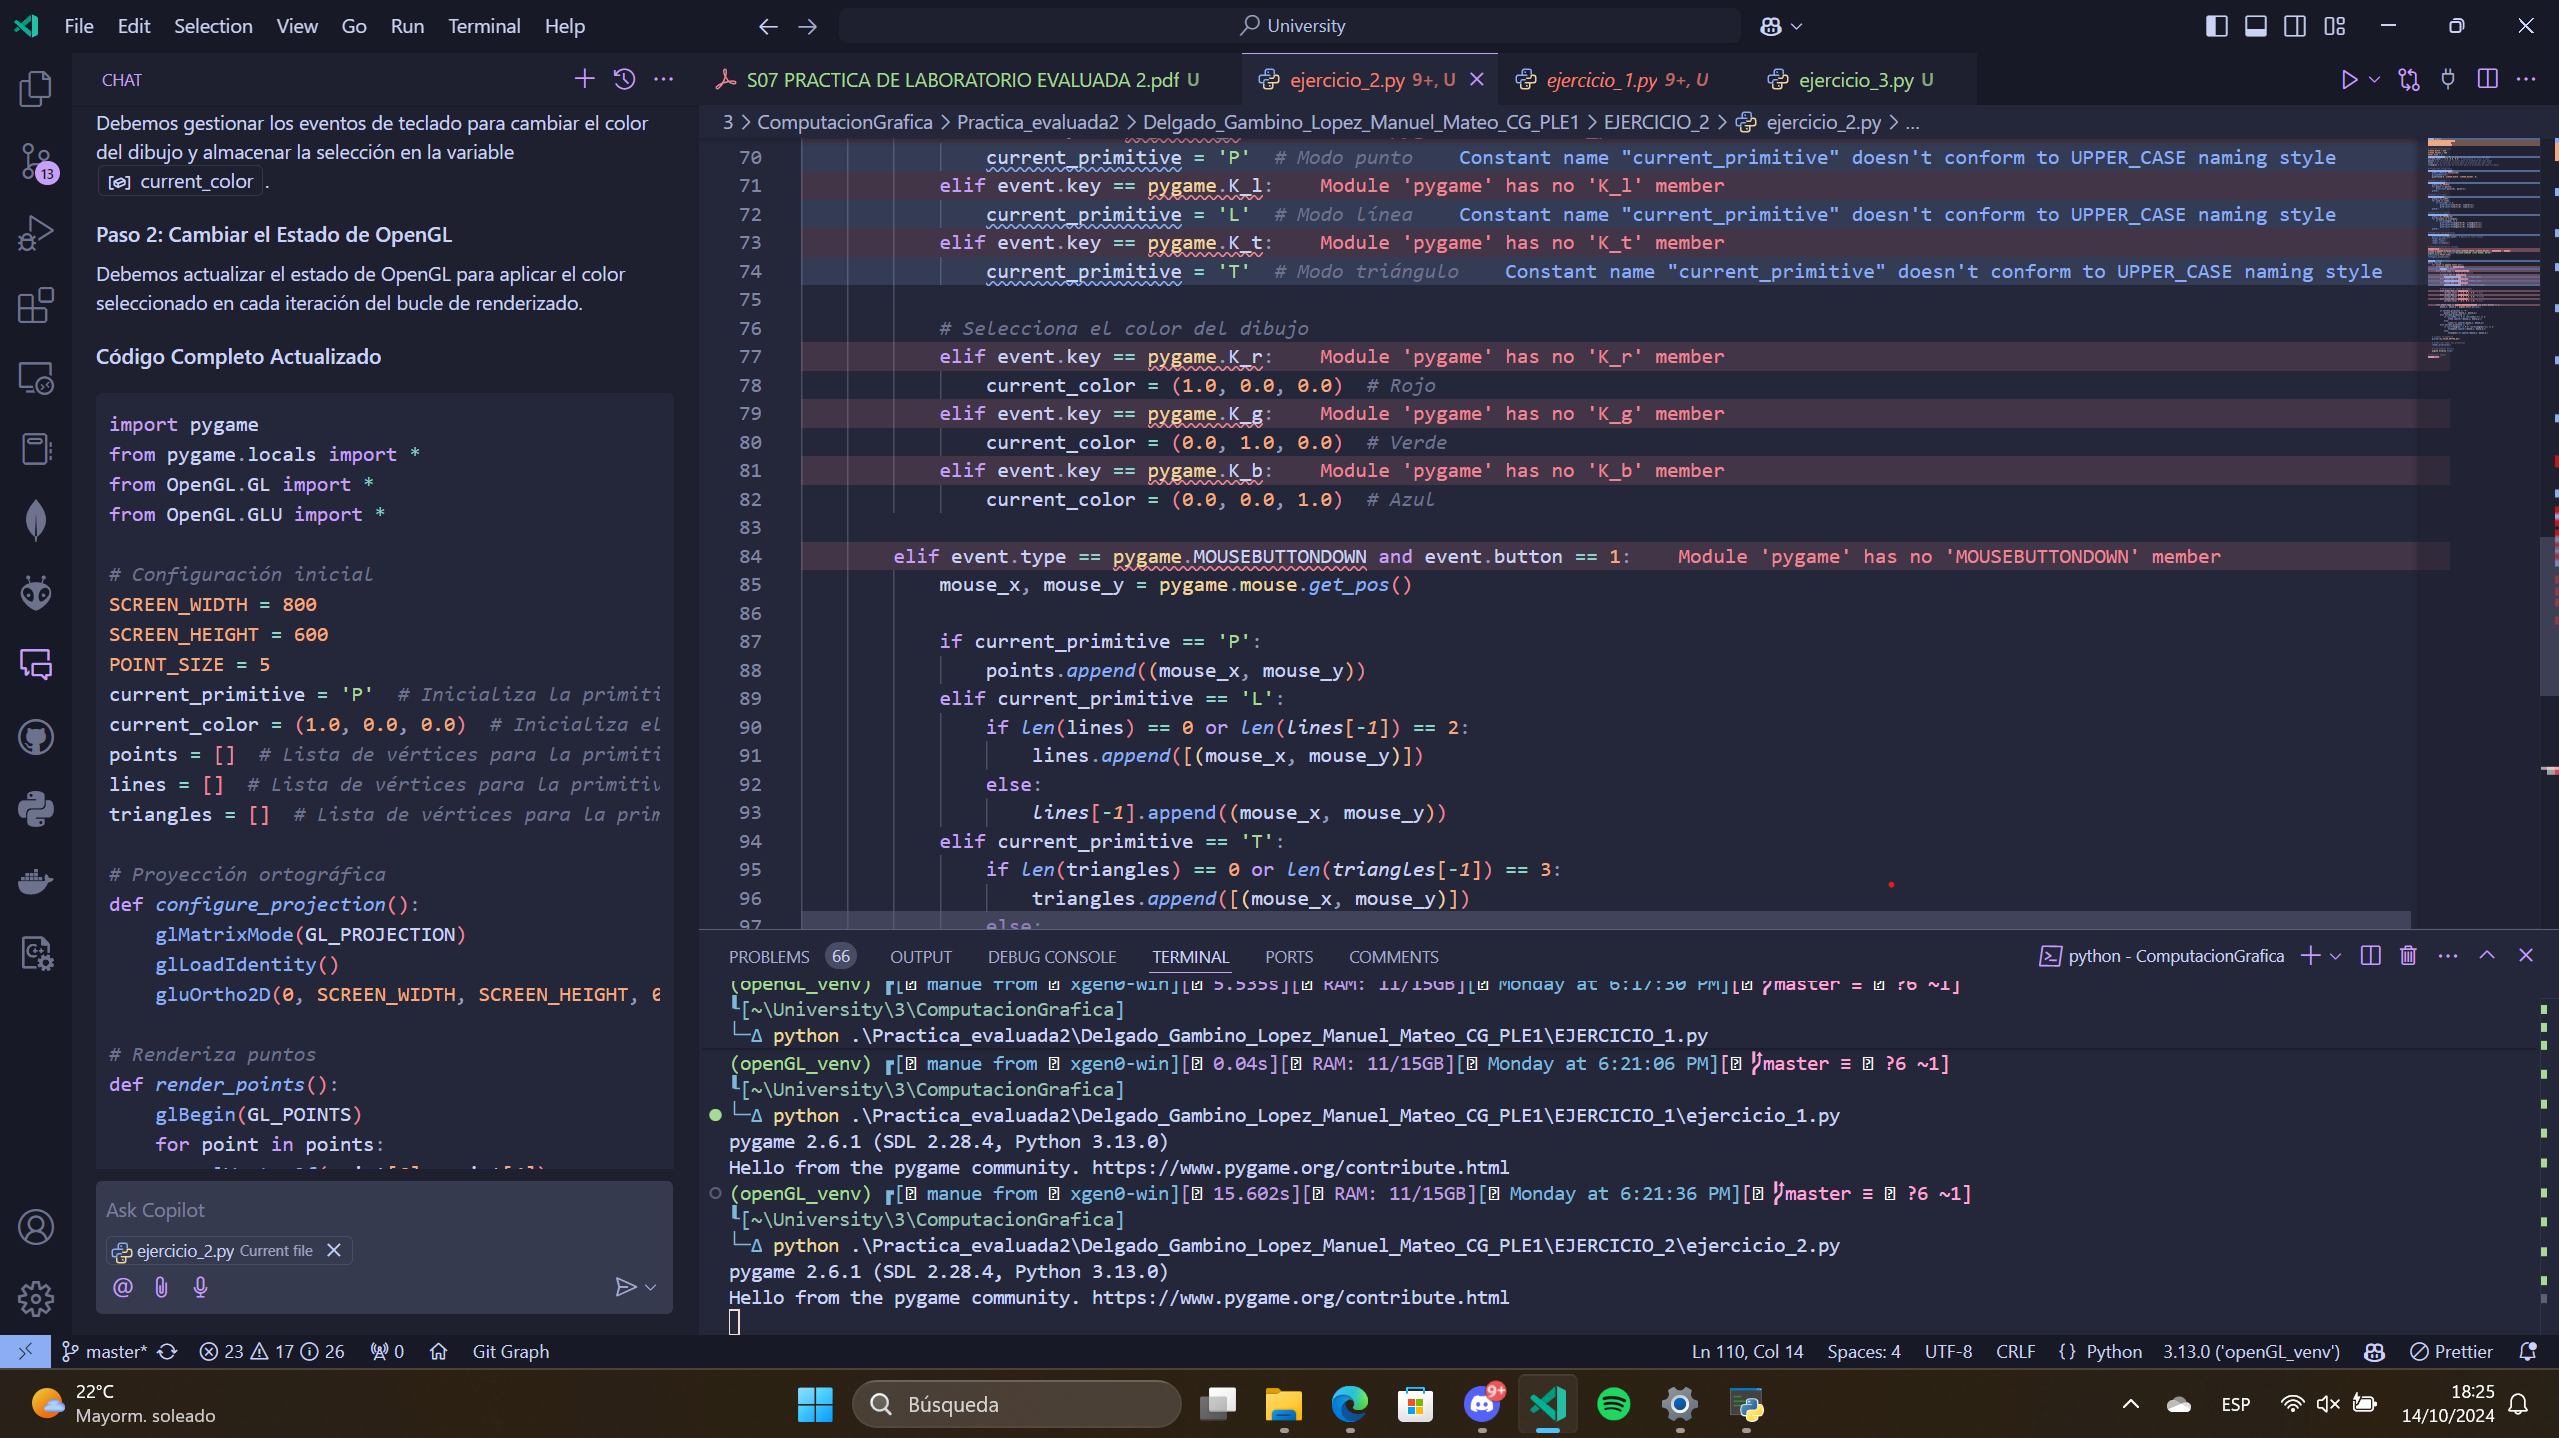 File Edit Selection View Go Run Terminal Help
University
CHAT
Debemos gestionar los eventos de teclado para cambiar el color
del dibujo y almacenar la selección en la variable
current_color .
Paso 2: Cambiar el Estado de OpenGL
Debemos actualizar el estado de OpenGL para aplicar el color
seleccionado en cada iteración del bucle de renderizado.
Código Completo Actualizado
import pygame
from pygame.locals import *
from OpenGL.GL import *
from OpenGL.GLU import *
# Configuración inicial
SCREEN_WIDTH = 800
SCREEN_HEIGHT = 600
POINT_SIZE = 5
current_primitive = 'P'  # Inicializa la primiti
current_color = (1.0, 0.0, 0.0)  # Inicializa el
points = []  # Lista de vértices para la primiti
lines = []  # Lista de vértices para la primitiv
triangles = []  # Lista de vértices para la prim
# Proyección ortográfica
def configure_projection():
glMatrixMode(GL_PROJECTION)
glLoadIdentity()
gluOrtho2D(0, SCREEN_WIDTH, SCREEN_HEIGHT, 0
# Renderiza puntos
def render_points():
glBegin(GL_POINTS)
for point in points:
Ask Copilot
ejercicio_2.py Current file
13
S07 PRACTICA DE LABORATORIO EVALUADA 2.pdf U
ejercicio_2.py 9+, U
ejercicio_1.py 9+, U
ejercicio_3.py U
3 > ComputacionGrafica > Practica_evaluada2 > Delgado_Gambino_Lopez_Manuel_Mateo_CG_PLE1 > EJERCICIO_2 > ejercicio_2.py > ...
70 current_primitive = 'P'  # Modo punto    Constant name "current_primitive" doesn't conform to UPPER_CASE naming style
71 elif event.key == pygame.K_l:    Module 'pygame' has no 'K_l' member
72 current_primitive = 'L'  # Modo línea    Constant name "current_primitive" doesn't conform to UPPER_CASE naming style
73 elif event.key == pygame.K_t:    Module 'pygame' has no 'K_t' member
74 current_primitive = 'T'  # Modo triángulo    Constant name "current_primitive" doesn't conform to UPPER_CASE naming style
75
76 # Selecciona el color del dibujo
77 elif event.key == pygame.K_r:    Module 'pygame' has no 'K_r' member
78 current_color = (1.0, 0.0, 0.0)  # Rojo
79 elif event.key == pygame.K_g:    Module 'pygame' has no 'K_g' member
80 current_color = (0.0, 1.0, 0.0)  # Verde
81 elif event.key == pygame.K_b:    Module 'pygame' has no 'K_b' member
82 current_color = (0.0, 0.0, 1.0)  # Azul
83
84 elif event.type == pygame.MOUSEBUTTONDOWN and event.button == 1:    Module 'pygame' has no 'MOUSEBUTTONDOWN' member
85 mouse_x, mouse_y = pygame.mouse.get_pos()
86
87 if current_primitive == 'P':
88 points.append((mouse_x, mouse_y))
89 elif current_primitive == 'L':
90 if len(lines) == 0 or len(lines[-1]) == 2:
91 lines.append([(mouse_x, mouse_y)])
92 else:
93 lines[-1].append((mouse_x, mouse_y))
94 elif current_primitive == 'T':
95 if len(triangles) == 0 or len(triangles[-1]) == 3:
96 triangles.append([(mouse_x, mouse_y)])
97 else:
PROBLEMS 66 OUTPUT DEBUG CONSOLE TERMINAL PORTS COMMENTS
python - ComputacionGrafica
(openGL_venv) [ manue from xgen0-win][ 5.535s][ RAM: 11/15GB][ Monday at 6:17:30 PM][ master ≡ ?6 ~1]
[~\University\3\ComputacionGrafica]
Δ python .\Practica_evaluada2\Delgado_Gambino_Lopez_Manuel_Mateo_CG_PLE1\EJERCICIO_1.py
(openGL_venv) [ manue from xgen0-win][ 0.04s][ RAM: 11/15GB][ Monday at 6:21:06 PM][ master ≡ ?6 ~1]
[~\University\3\ComputacionGrafica]
Δ python .\Practica_evaluada2\Delgado_Gambino_Lopez_Manuel_Mateo_CG_PLE1\EJERCICIO_1\ejercicio_1.py
pygame 2.6.1 (SDL 2.28.4, Python 3.13.0)
Hello from the pygame community. https://www.pygame.org/contribute.html
(openGL_venv) [ manue from xgen0-win][ 15.602s][ RAM: 11/15GB][ Monday at 6:21:36 PM][ master ≡ ?6 ~1]
[~\University\3\ComputacionGrafica]
Δ python .\Practica_evaluada2\Delgado_Gambino_Lopez_Manuel_Mateo_CG_PLE1\EJERCICIO_2\ejercicio_2.py
pygame 2.6.1 (SDL 2.28.4, Python 3.13.0)
Hello from the pygame community. https://www.pygame.org/contribute.html
master* 23 17 26 0 Git Graph
Ln 110, Col 14 Spaces: 4 UTF-8 CRLF {} Python 3.13.0 ('openGL_venv') Prettier
22°C
Mayorm. soleado
Búsqueda
9+
ESP
18:25
14/10/2024